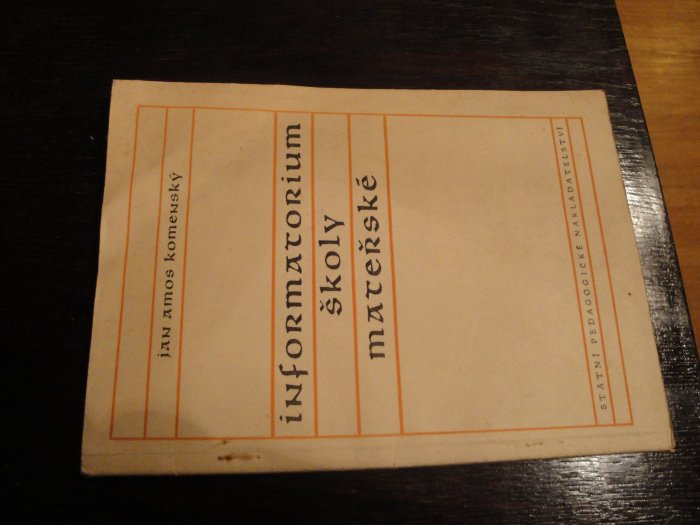 jan amos komenský
informatorium
školy
mateřské
STÁTNÍ PEDAGOGICKÉ NAKLADATELSTVÍ